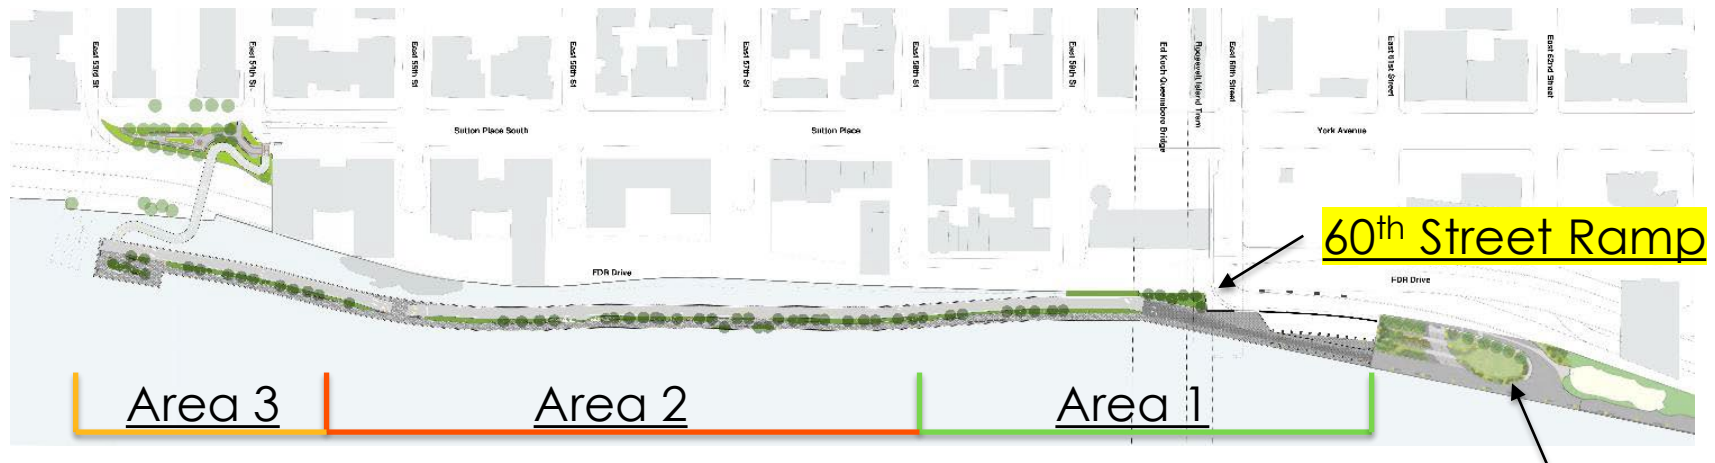 East 53rd St
East 54th St
East 55th St
East 56th St
East 57th St
East 58th St
East 59th St
Ed Koch Queensboro Bridge
Roosevelt Island Tram
East 60th Street
East 61st Street
East 62nd Street
Sutton Place South
Sutton Place
York Avenue
60th Street Ramp
FDR Drive
FDR Drive
Area 3
Area 2
Area 1